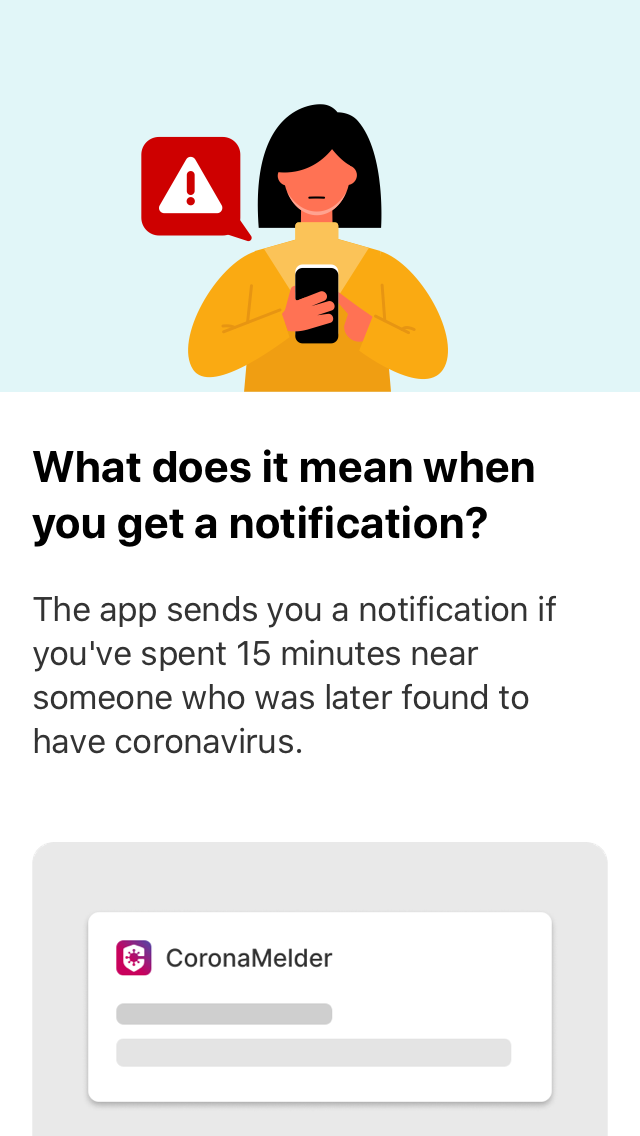 What does it mean when
you get a notification?
The app sends you a notification if
you've spent 15 minutes near
someone who was later found to
have coronavirus.
CoronaMelder